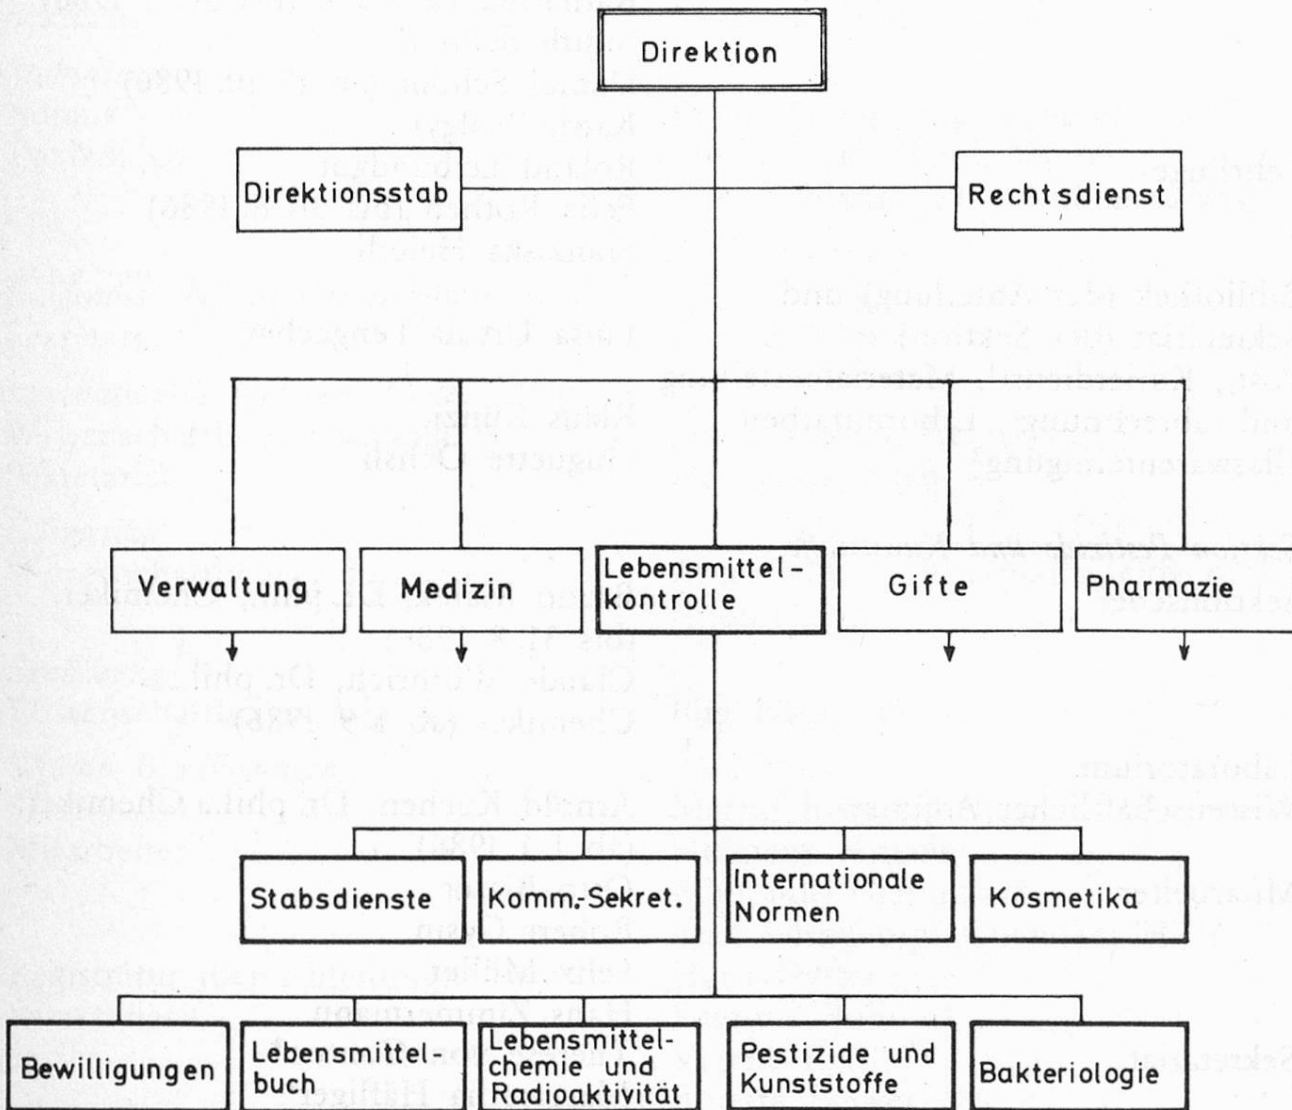 Direktion
Direktionsstab
Rechtsdienst
Verwaltung
Medizin
Lebensmittel-
kontrolle
Gifte
Pharmazie
Stabsdienste
Komm.-Sekret.
Internationale
Normen
Kosmetika
Bewilligungen
Lebensmittel-
buch
Lebensmittel-
chemie und
Radioaktivität
Pestizide und
Kunststoffe
Bakteriologie